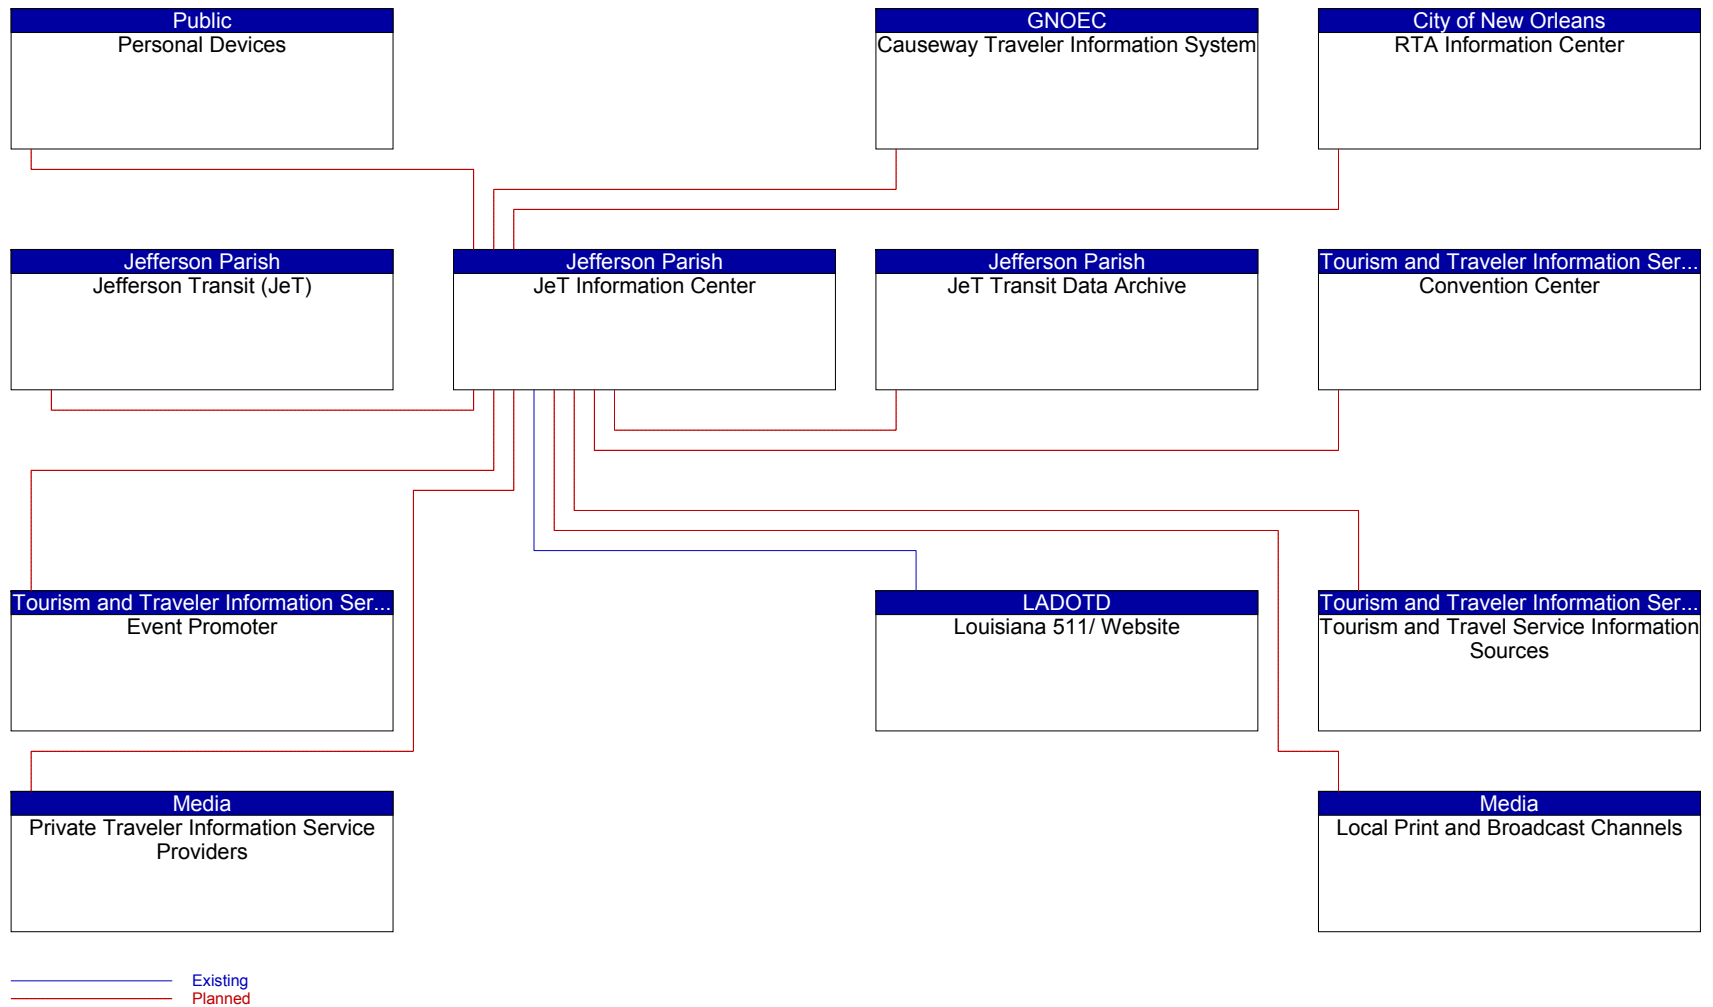 Public
Personal Devices
GNOEC
Causeway Traveler Information System
City of New Orleans
RTA Information Center
Jefferson Parish
Jefferson Transit (JeT)
Jefferson Parish
JeT Information Center
Jefferson Parish
JeT Transit Data Archive
Tourism and Traveler Information Ser...
Convention Center
Tourism and Traveler Information Ser...
Event Promoter
LADOTD
Louisiana 511/ Website
Tourism and Traveler Information Ser...
Tourism and Travel Service Information
Sources
Media
Private Traveler Information Service
Providers
Media
Local Print and Broadcast Channels
Existing
Planned